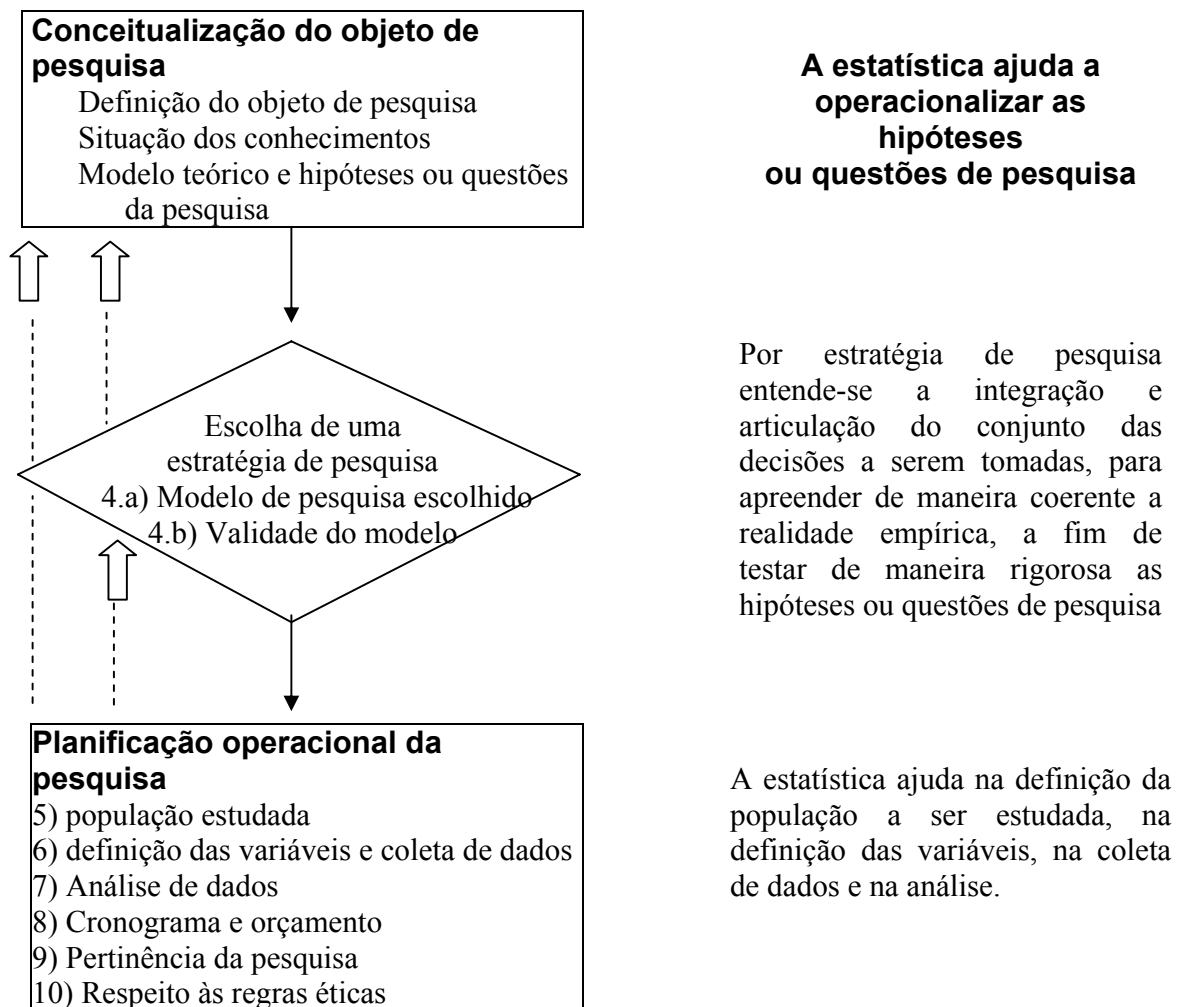 Conceitualização do objeto de
pesquisa
Definição do objeto de pesquisa
Situação dos conhecimentos
Modelo teórico e hipóteses ou questões
da pesquisa
A estatística ajuda a
operacionalizar as
hipóteses
ou questões de pesquisa
Escolha de uma
estratégia de pesquisa
4.a) Modelo de pesquisa escolhido
4.b) Validade do modelo
Por estratégia de pesquisa
entende-se a integração e
articulação do conjunto das
decisões a serem tomadas, para
apreender de maneira coerente a
realidade empírica, a fim de
testar de maneira rigorosa as
hipóteses ou questões de pesquisa
Planificação operacional da
pesquisa
5) população estudada
6) definição das variáveis e coleta de dados
7) Análise de dados
8) Cronograma e orçamento
9) Pertinência da pesquisa
10) Respeito às regras éticas
A estatística ajuda na definição da
população a ser estudada, na
definição das variáveis, na coleta
de dados e na análise.